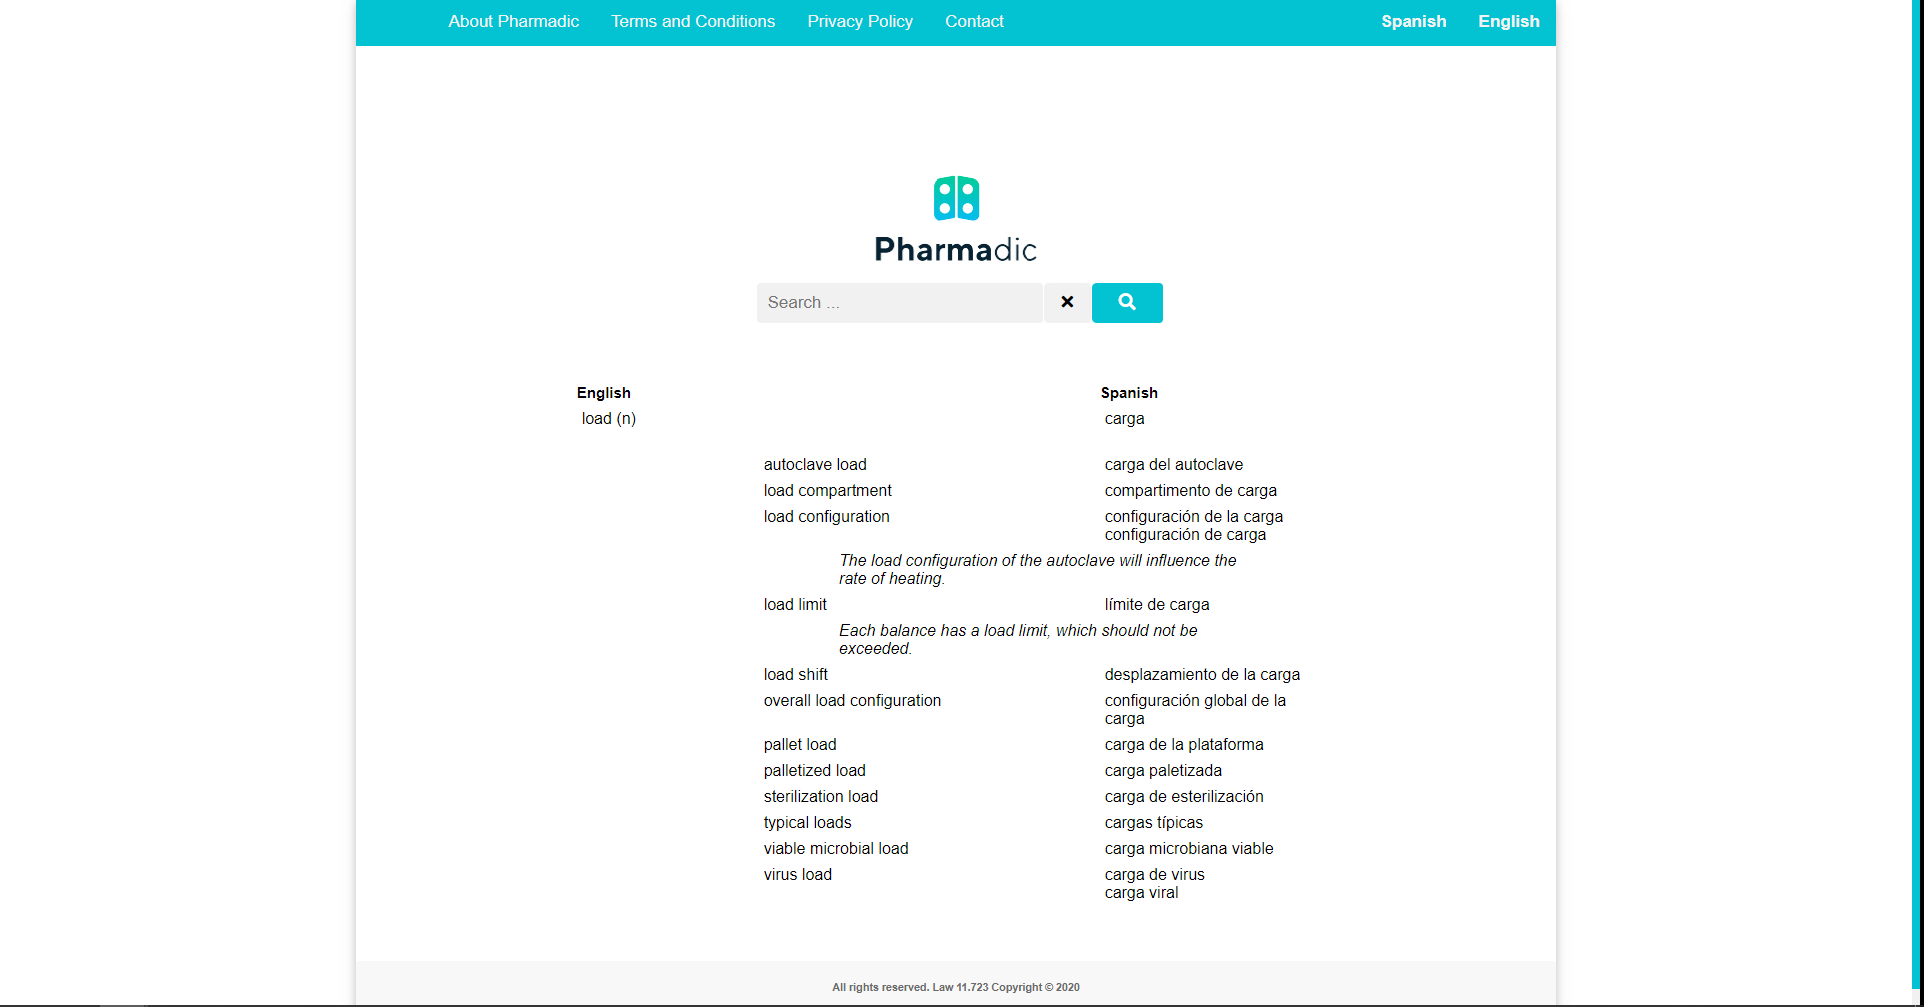 About Pharmadic Terms and Conditions Privacy Policy Contact Spanish English
Pharmadic
Search ...
English Spanish
load (n) carga
autoclave load carga del autoclave
load compartment compartimento de carga
load configuration configuración de la carga
configuración de carga
The load configuration of the autoclave will influence the
rate of heating.
load limit límite de carga
Each balance has a load limit, which should not be
exceeded.
load shift desplazamiento de la carga
overall load configuration configuración global de la
carga
pallet load carga de la plataforma
palletized load carga paletizada
sterilization load carga de esterilización
typical loads cargas típicas
viable microbial load carga microbiana viable
virus load carga de virus
carga viral
All rights reserved. Law 11.723 Copyright © 2020